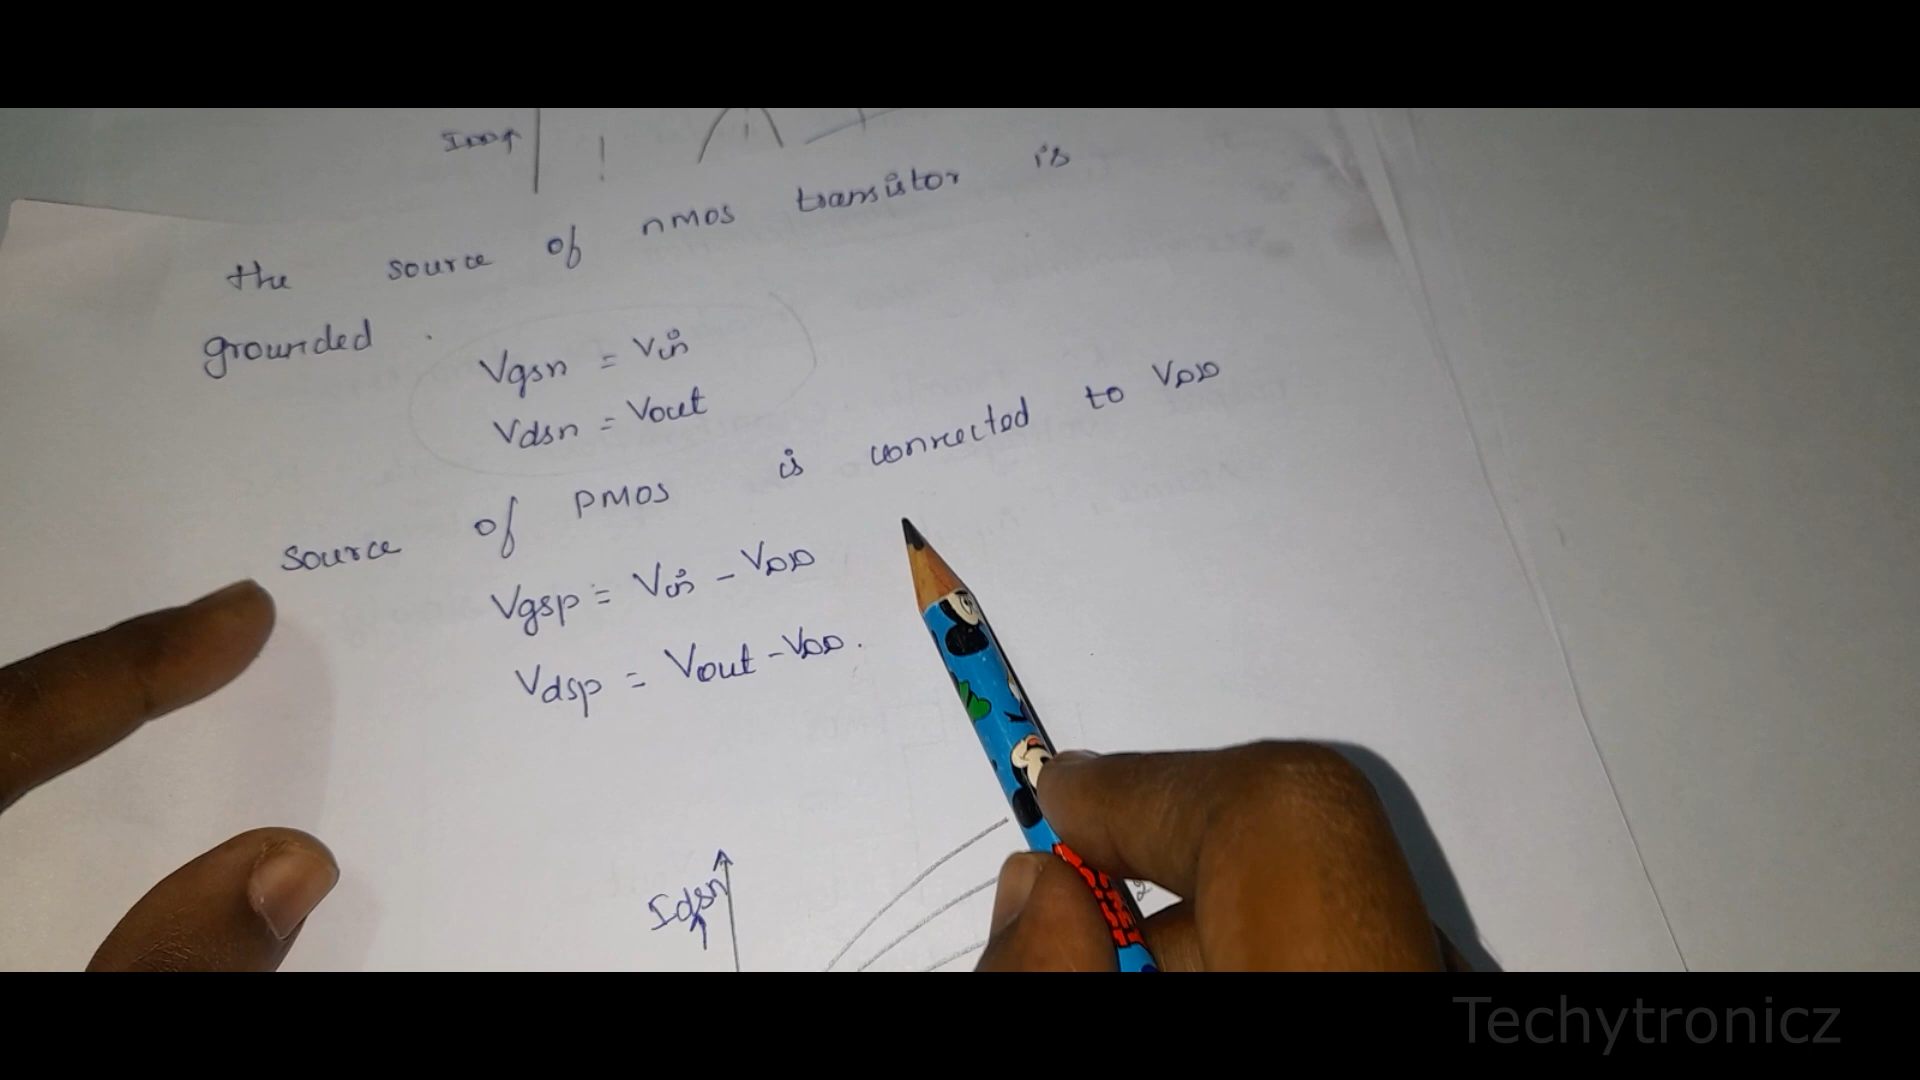 the source of nMOS transistor is
grounded.
Vgsn = Vin
Vdsn = Vout
source of PMOS is connected to VDD
Vgsp = Vin - VDD
Vdsp = Vout - VDD.
Idsn
2
Techytronicz